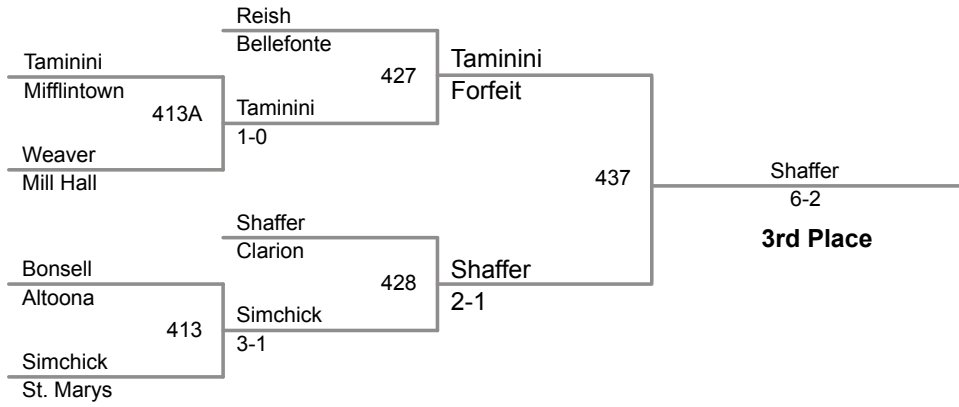 Reish
Bellefonte
Taminini
Mifflintown
427
Taminini
Forfeit
413A
Taminini
1-0
Weaver
Mill Hall
437
Shaffer
6-2
3rd Place
Shaffer
Clarion
Bonsell
Altoona
428
Shaffer
2-1
413
Simchick
3-1
Simchick
St. Marys